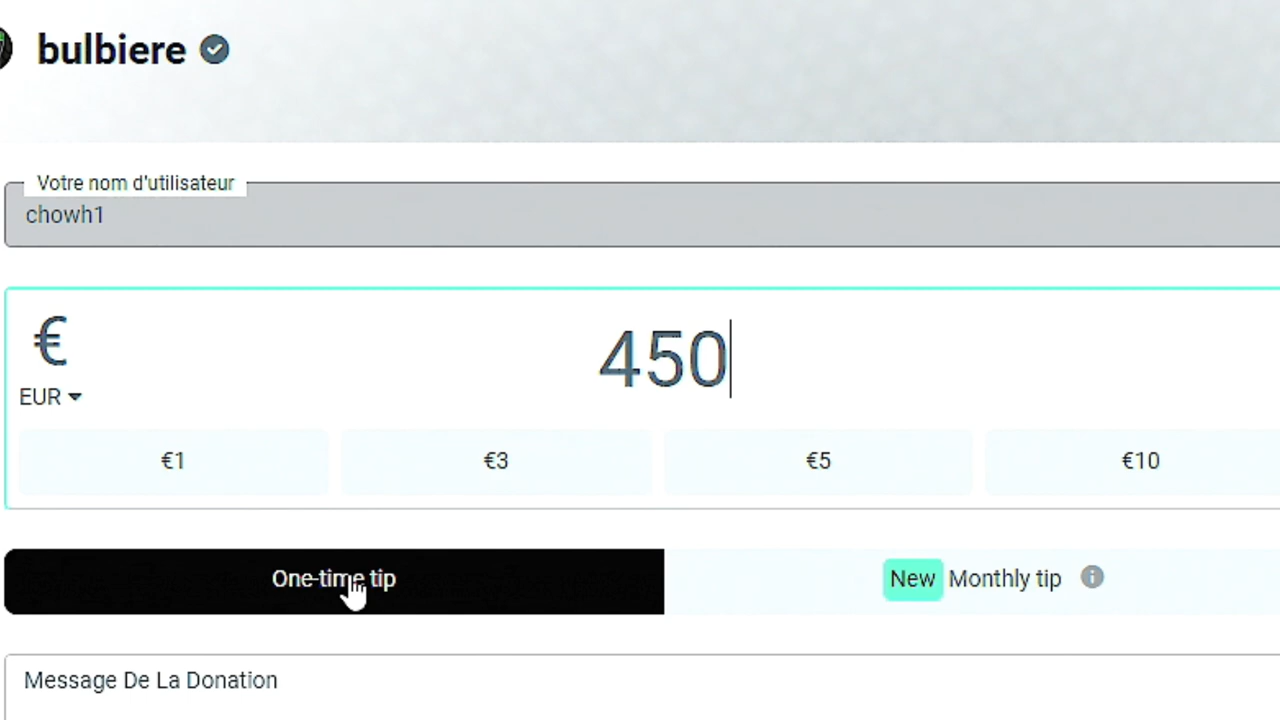 bulbiere
Votre nom d'utilisateur
chowh1
€
450
EUR
€1
€3
€5
€10
One-time tip
New Monthly tip
Message De La Donation